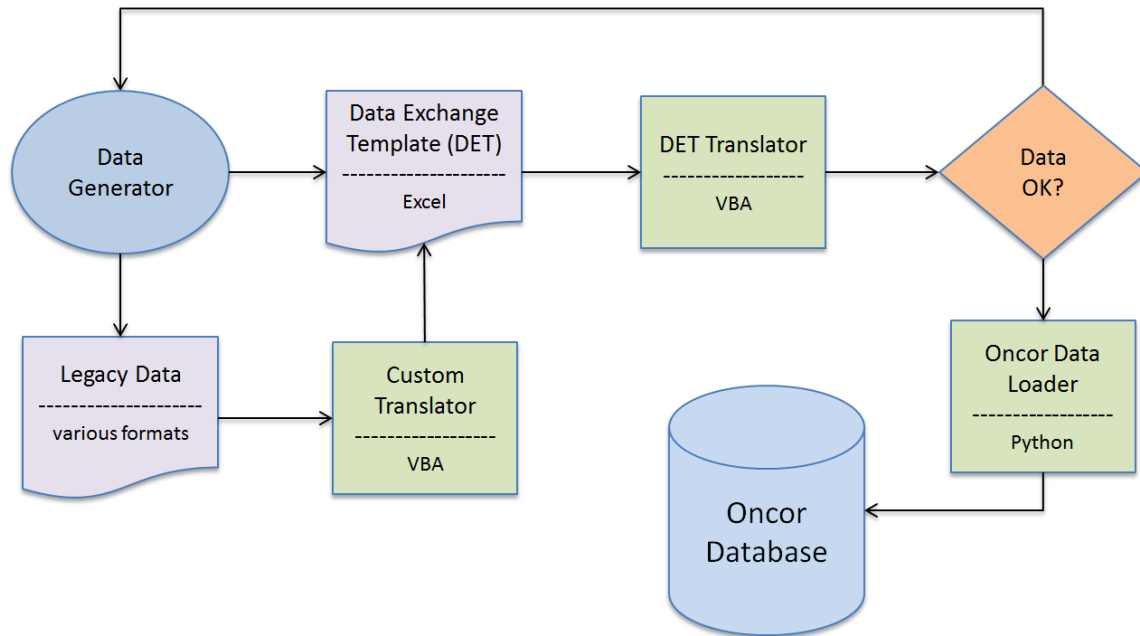 Data
Generator
Data Exchange
Template (DET)
----------------------
Excel
DET Translator
------------------
VBA
Data
OK?
Legacy Data
---------------------
various formats
Custom
Translator
------------------
VBA
Oncor Data
Loader
------------------
Python
Oncor
Database